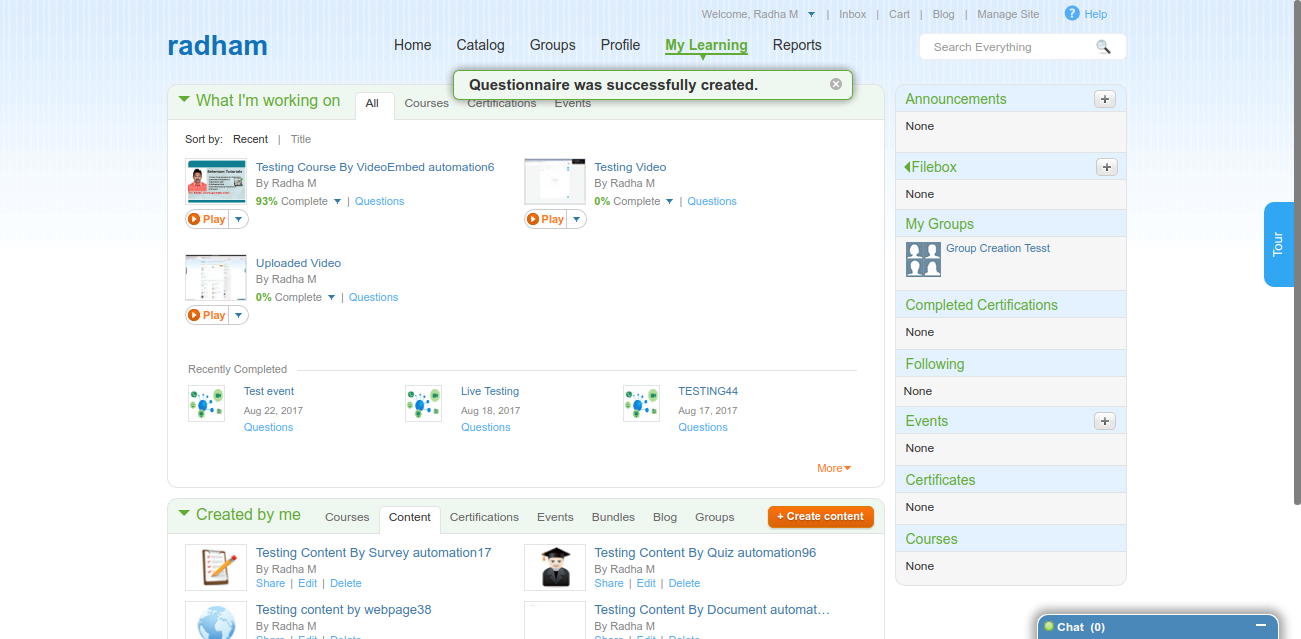 Welcome, Radha M | Inbox | Cart | Blog | Manage Site ? Help
radham
Home Catalog Groups Profile My Learning Reports
Search Everything
Questionnaire was successfully created.
What I'm working on All Courses Certifications Events
Sort by: Recent | Title
Testing Course By VideoEmbed automation6
By Radha M
93% Complete | Questions
Play
Testing Video
By Radha M
0% Complete | Questions
Play
Uploaded Video
By Radha M
0% Complete | Questions
Play
Recently Completed
Test event
Aug 22, 2017
Questions
Live Testing
Aug 18, 2017
Questions
TESTING44
Aug 17, 2017
Questions
More
Created by me Courses Content Certifications Events Bundles Blog Groups + Create content
Testing Content By Survey automation17
By Radha M
Share | Edit | Delete
Testing Content By Quiz automation96
By Radha M
Share | Edit | Delete
Testing content by webpage38
By Radha M
Share | Edit | Delete
Testing Content By Document automat…
By Radha M
Share | Edit | Delete
Announcements +
None
Filebox +
None
My Groups
Group Creation Tesst
Completed Certifications
None
Following
None
Events +
None
Certificates
None
Courses
None
Tour
Chat (0)